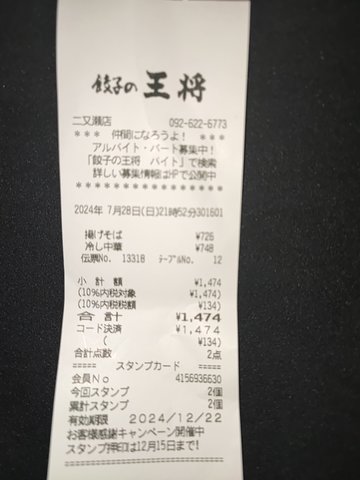 餃子の 王将
二又瀬店 092-622-6773
＊＊＊ 仲間になろうよ！ ＊＊＊
アルバイト・パート募集中！
「餃子の王将 バイト」で検索
詳しい募集情報はHPで公開中
＊＊＊＊＊＊＊＊＊＊＊＊＊＊＊
2024年 7月28日(日)21時52分301601
揚げそば ¥726
冷し中華 ¥748
伝票No. 13318 ﾃｰﾌﾞﾙNo. 12
小計額 ¥1,474
(10%内税対象 ¥1,474)
(10%内税税額 ¥134)
合計 ¥1,474
コード決済 ¥1,474
( ¥134)
合計点数 2点
===== スタンプカード =====
会員No 4156936630
今回スタンプ 2個
累計スタンプ 2個
有効期限 2024/12/22
お客様感謝キャンペーン開催中
スタンプ押印は12月15日まで！